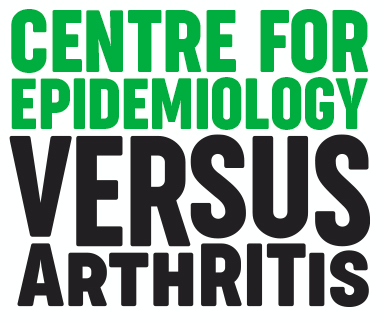 CENTRE FOR
EPIDEMIOLOGY
VERSUS
ARTHRITIS